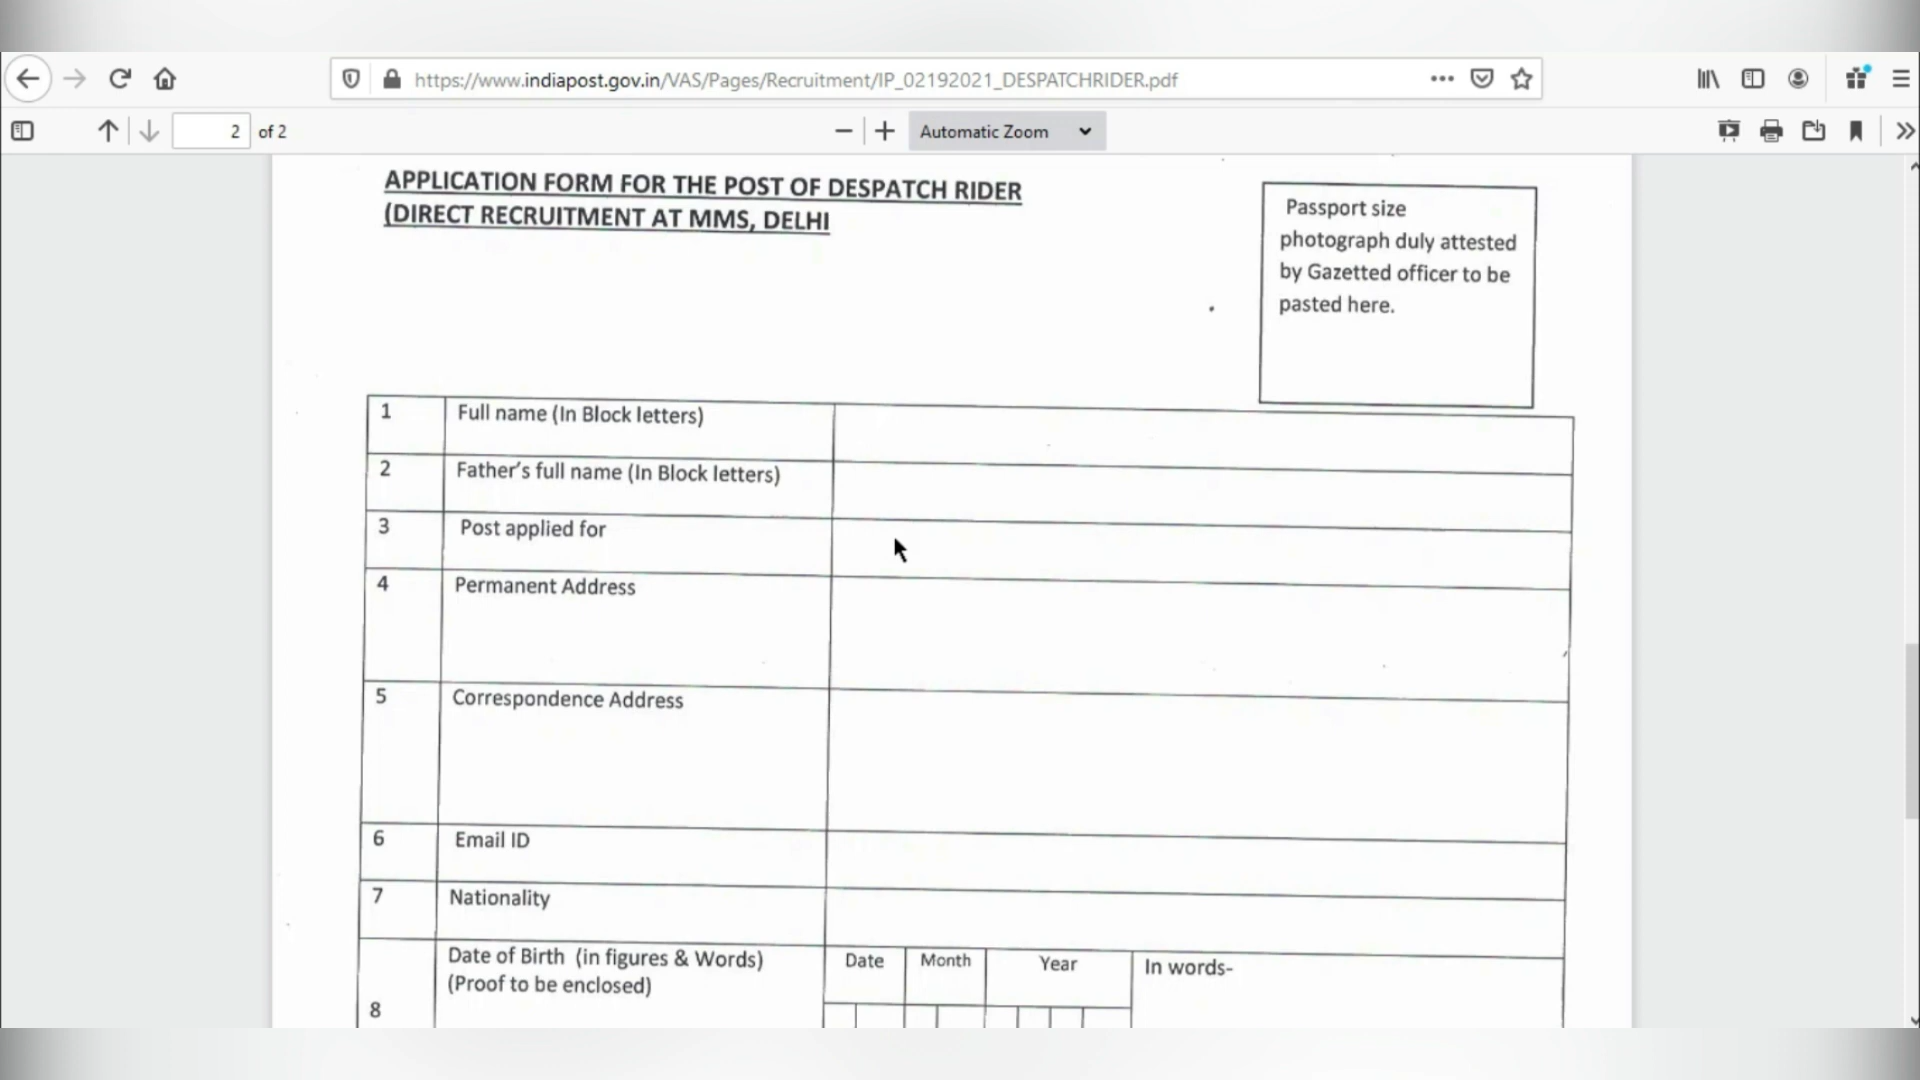 https://www.indiapost.gov.in/VAS/Pages/Recruitment/IP_02192021_DESPATCHRIDER.pdf
2 of 2
Automatic Zoom
APPLICATION FORM FOR THE POST OF DESPATCH RIDER
(DIRECT RECRUITMENT AT MMS, DELHI
Passport size
photograph duly attested
by Gazetted officer to be
pasted here.
1 Full name (In Block letters)
2 Father's full name (In Block letters)
3 Post applied for
4 Permanent Address
5 Correspondence Address
6 Email ID
7 Nationality
8 Date of Birth (in figures & Words)
(Proof to be enclosed)
Date Month Year In words-